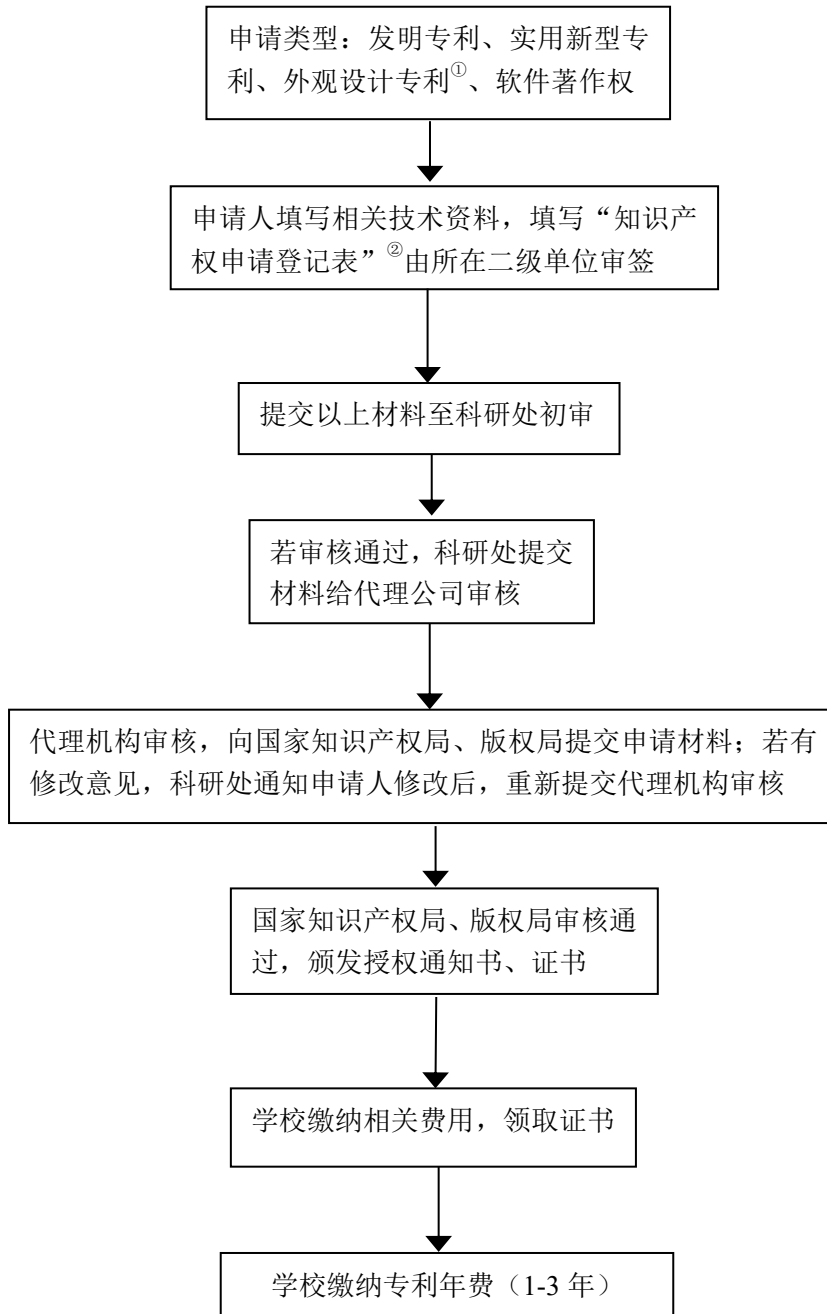 申请类型：发明专利、实用新型专
利、外观设计专利①、软件著作权
申请人填写相关技术资料，填写“知识产
权申请登记表”②由所在二级单位审签
提交以上材料至科研处初审
若审核通过，科研处提交
材料给代理公司审核
代理机构审核，向国家知识产权局、版权局提交申请材料；若有
修改意见，科研处通知申请人修改后，重新提交代理机构审核
国家知识产权局、版权局审核通
过，颁发授权通知书、证书
学校缴纳相关费用，领取证书
学校缴纳专利年费（1-3 年）